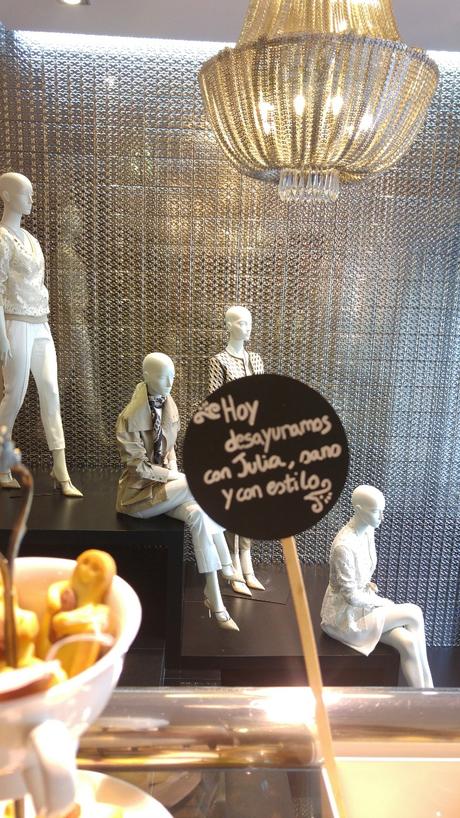 Hoy
desayunamos
con Julia, sano
y con estilo